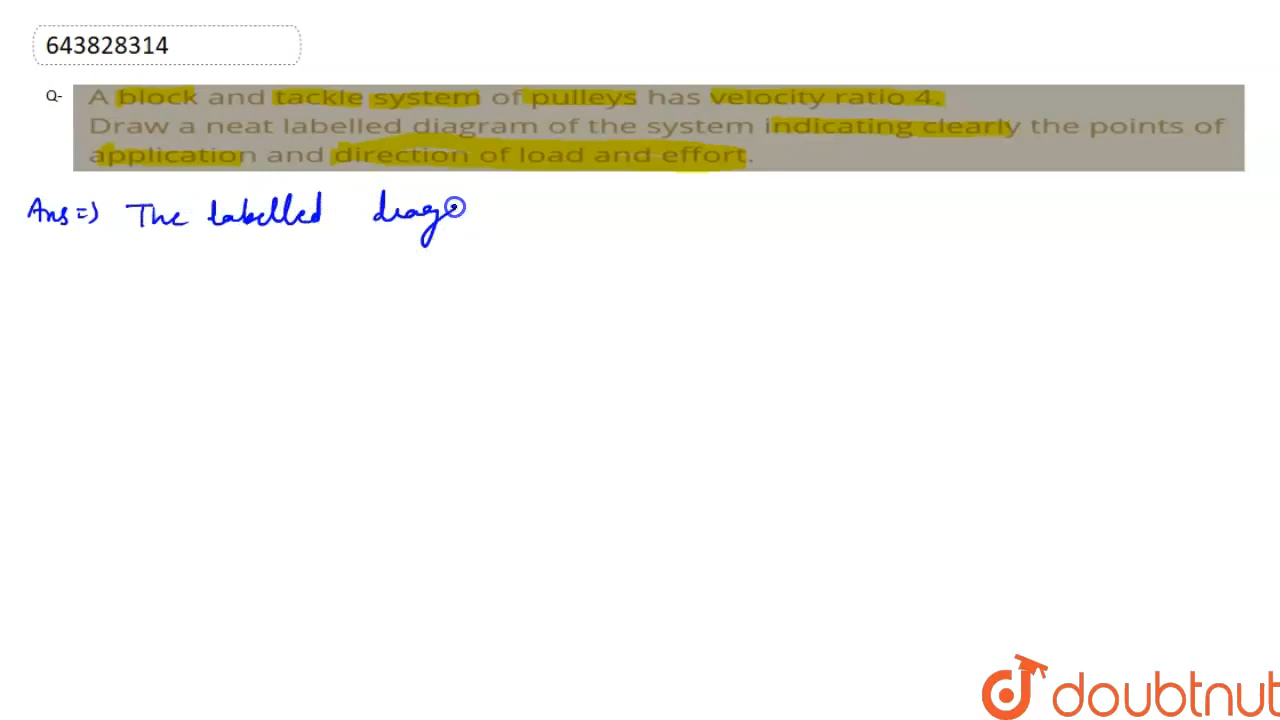 643828314
Q- A block and tackle system of pulleys has velocity ratio 4.
Draw a neat labelled diagram of the system indicating clearly the points of
application and direction of load and effort.
Ans=) The labelled diag
doubtnut